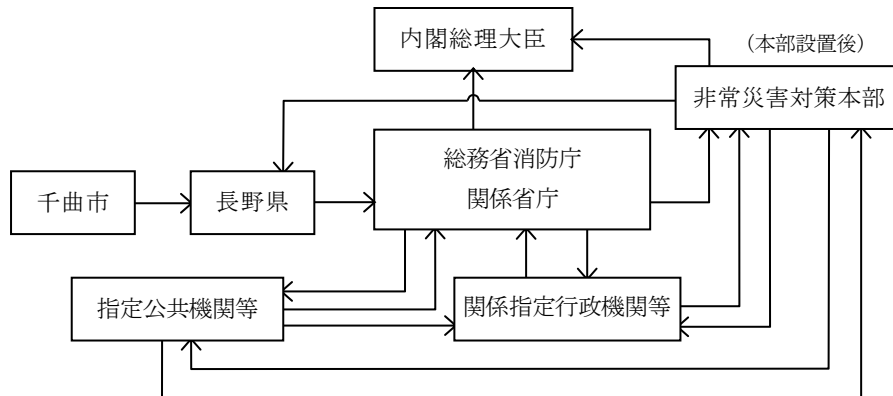 内閣総理大臣
（本部設置後）
非常災害対策本部
総務省消防庁
関係省庁
千曲市
長野県
指定公共機関等
関係指定行政機関等